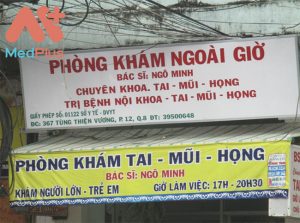 MedPlus
PHÒNG KHÁM NGOÀI GIỜ
BÁC SĨ: NGÔ MINH
CHUYÊN KHOA. TAI - MŨI - HỌNG
TRỊ BỆNH NỘI KHOA - TAI - MŨI - HỌNG
GIẤY PHÉP SỐ: 01122 SỞ Y TẾ - DVYT
ĐC: 367 TÙNG THIỆN VƯƠNG, P. 12, Q.8 ĐT: 39500648
PHÒNG KHÁM TAI - MŨI - HỌNG
BÁC SĨ: NGÔ MINH
KHÁM NGƯỜI LỚN - TRẺ EM GIỜ LÀM VIỆC: 17H - 20H30